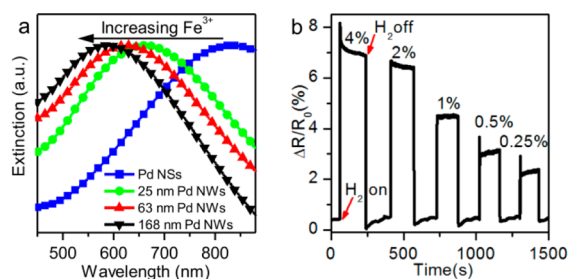 a
Increasing Fe³⁺
Extinction (a.u.)
Pd NSs
25 nm Pd NWs
63 nm Pd NWs
168 nm Pd NWs
500 600 700 800
Wavelength (nm)
b
ΔR/R₀(%)
8
6
4
2
0
4%
H₂off
2%
1%
0.5%
0.25%
H₂ on
0 500 1000 1500
Time(s)